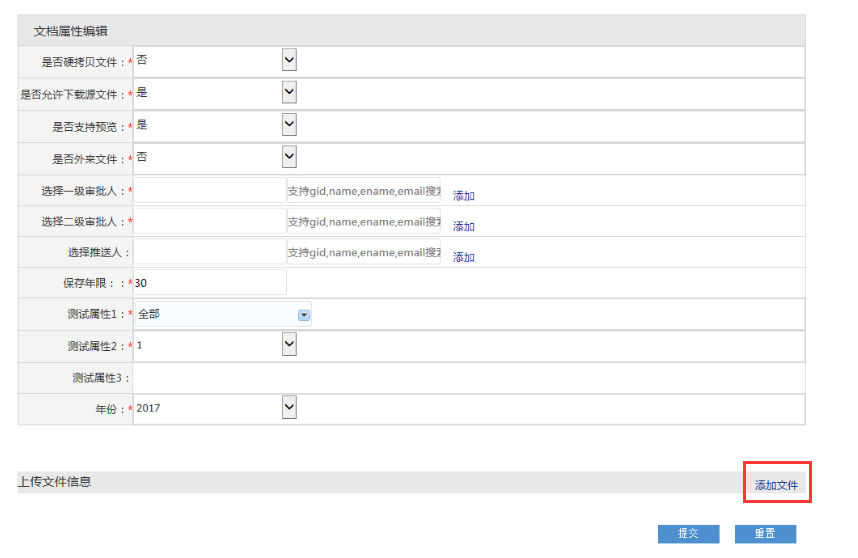 文档属性编辑
是否硬拷贝文件：* 否
是否允许下载源文件：* 是
是否支持预览：* 是
是否外来文件：* 否
选择一级审批人：* 支持gid,name,ename,email搜索 添加
选择二级审批人：* 支持gid,name,ename,email搜索 添加
选择推送人： 支持gid,name,ename,email搜索 添加
保存年限：：* 30
测试属性1：* 全部
测试属性2：* 1
测试属性3：
年份：* 2017
上传文件信息 添加文件
提交 重置